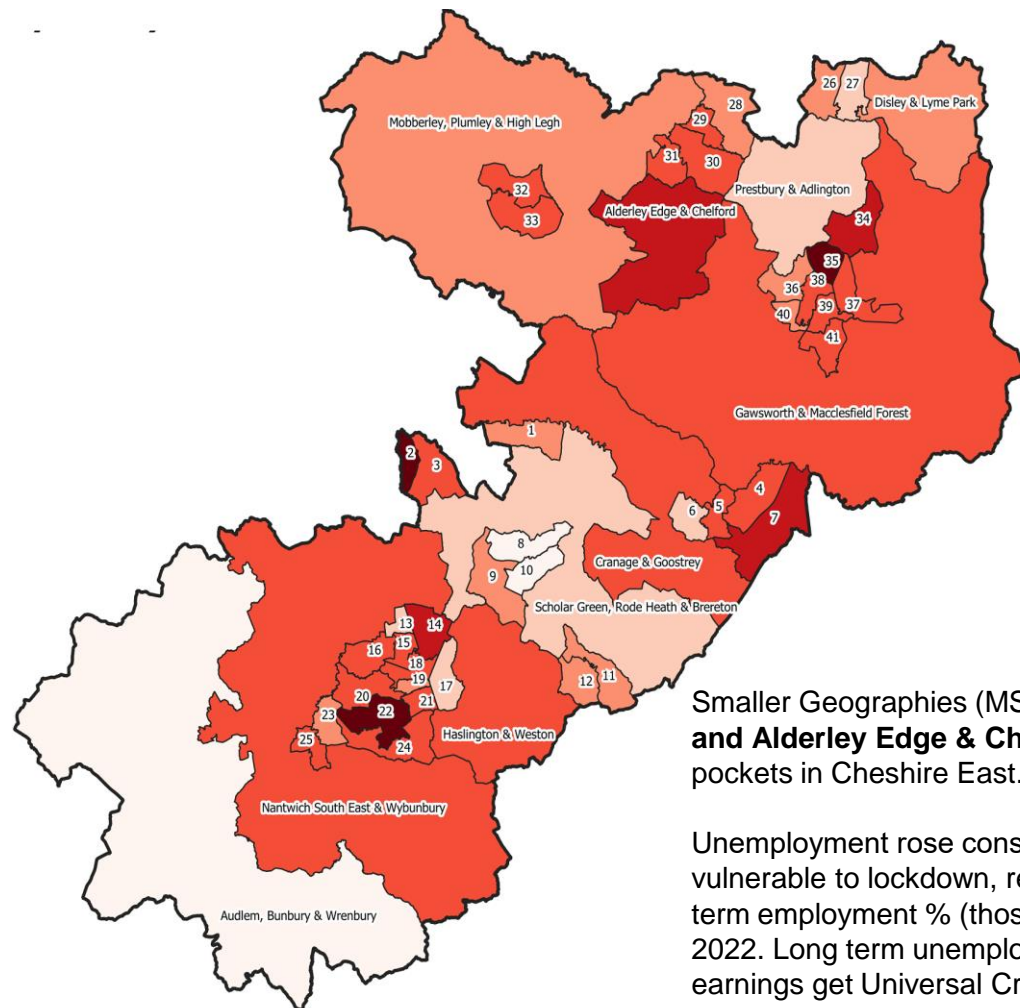 - -
26 27
Disley & Lyme Park
28
Mobberley, Plumley & High Legh
29
31 30
32
Prestbury & Adlington
33
Alderley Edge & Chelford
34
35
36 38
37
40 39
41
Gawsworth & Macclesfield Forest
1
2 3
4
6 5
7
8
9 10
Cranage & Goostrey
Scholar Green, Rode Heath & Brereton
13 14
15
16
18
19 17
12 11
20
21
23 22
25 24
Haslington & Weston
Nantwich South East & Wybunbury
Audlem, Bunbury & Wrenbury
Smaller Geographies (MS
and Alderley Edge & Ch
pockets in Cheshire East.
Unemployment rose cons
vulnerable to lockdown, re
term employment % (thos
2022. Long term unemplo
earnings get Universal Cr